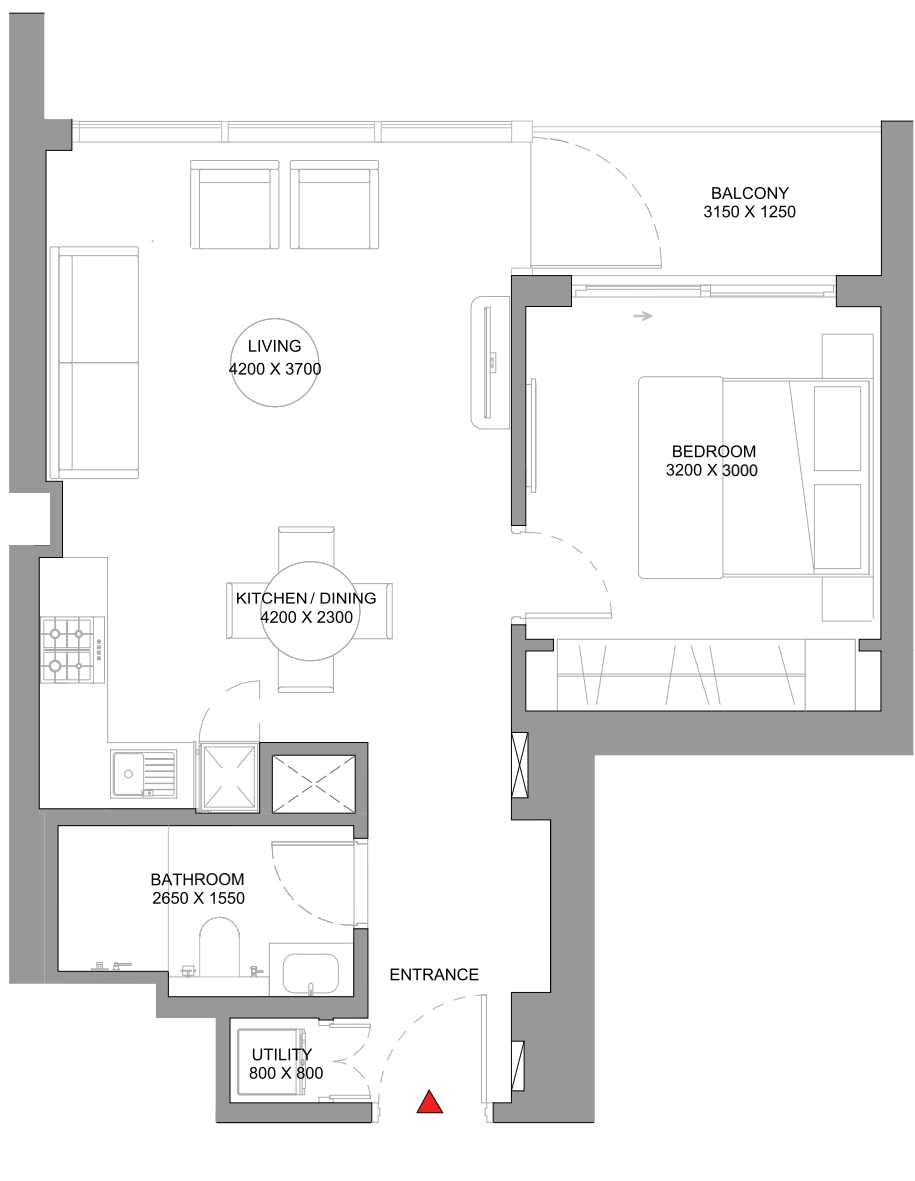 BALCONY
3150 X 1250
LIVING
4200 X 3700
BEDROOM
3200 X 3000
KITCHEN / DINING
4200 X 2300
BATHROOM
2650 X 1550
ENTRANCE
UTILITY
800 X 800